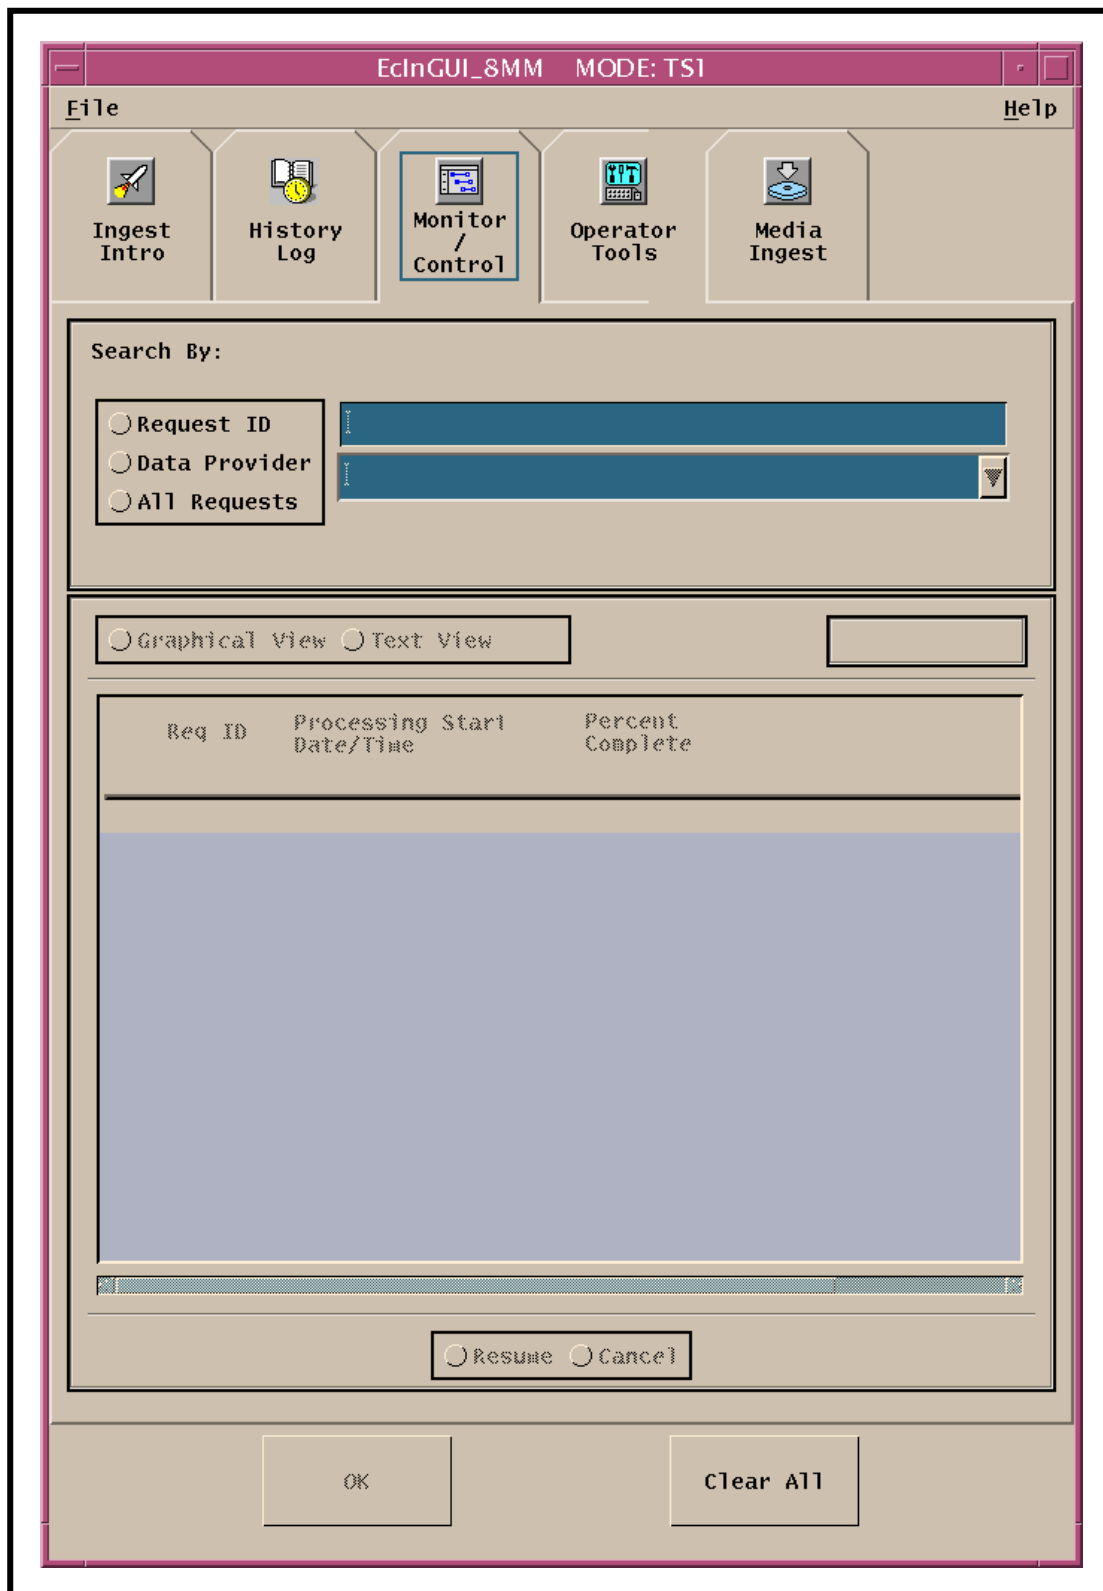 EcInGUI_8MM MODE: TS1
File Help
Ingest
Intro
History
Log
Monitor
/
Control
Operator
Tools
Media
Ingest
Search By:
Request ID
Data Provider
All Requests
Graphical View Text View
Req ID
Processing Start
Date/Time
Percent
Complete
Resume Cancel
OK
Clear All